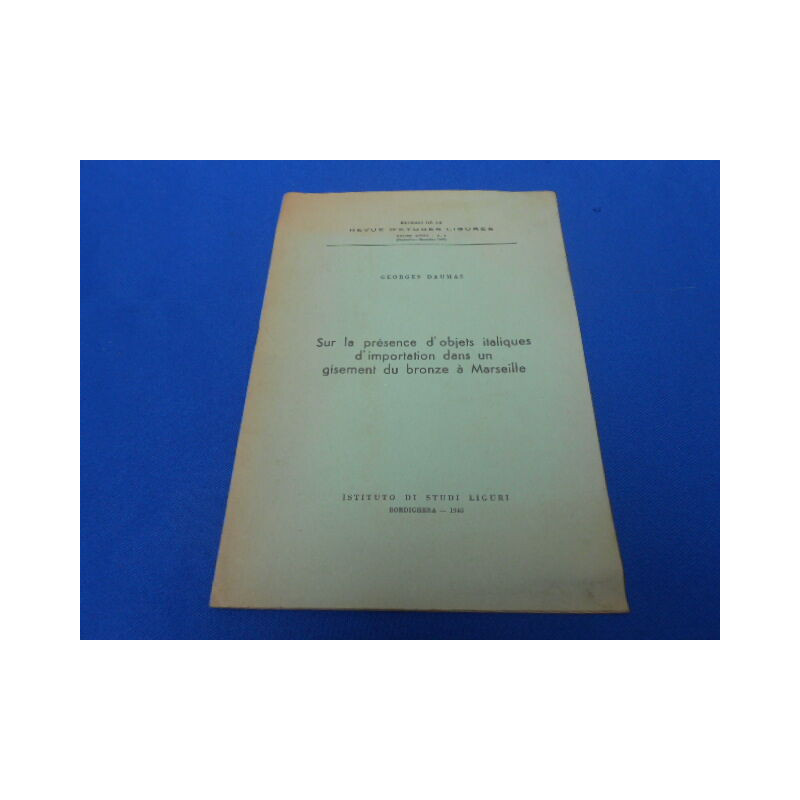 EXTRAIT DE LA
REVUE D'ETUDES LIGURES
GEORGES DAUMAS
Sur la présence d'objets italiques
d'importation dans un
gisement du bronze à Marseille
ISTITUTO DI STUDI LIGURI
BORDIGHERA — 1946